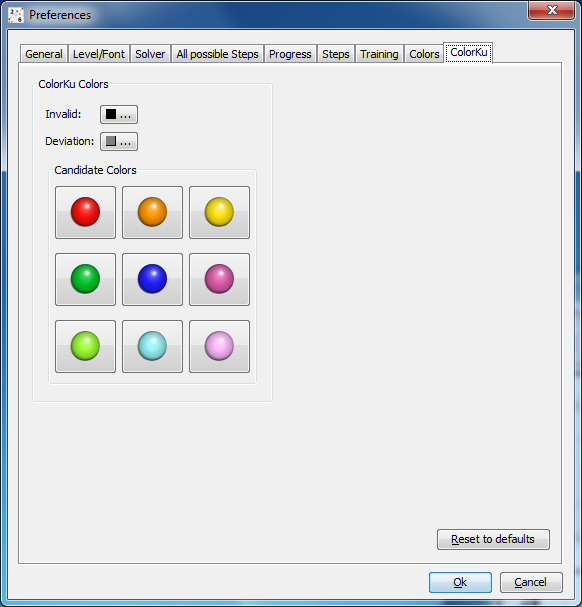 Preferences
General Level/Font Solver All possible Steps Progress Steps Training Colors ColorKu
ColorKu Colors
Invalid: ...
Deviation: ...
Candidate Colors
Reset to defaults
Ok Cancel